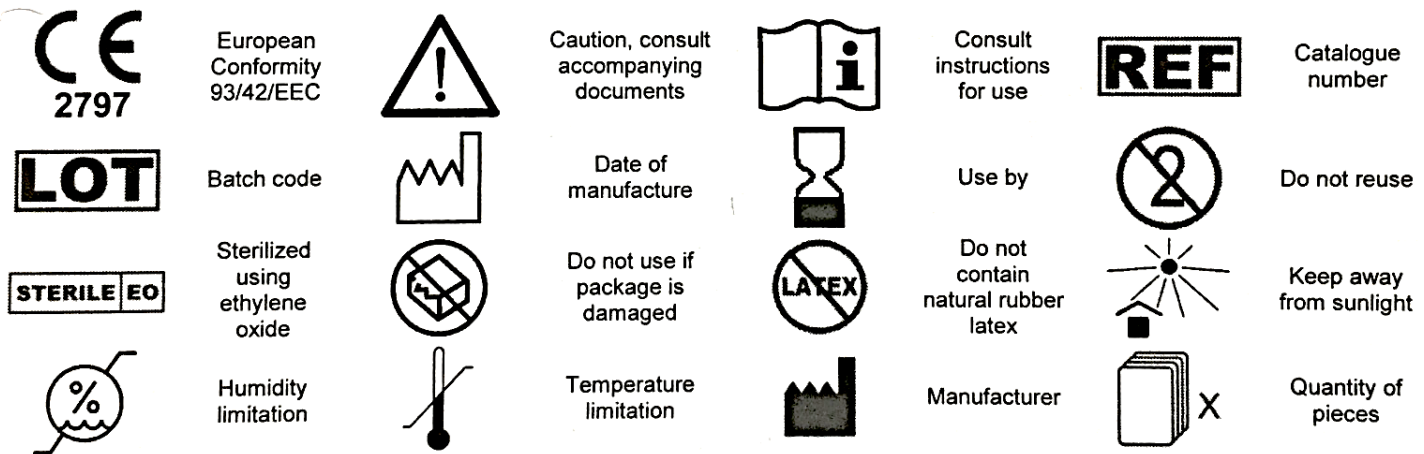 CE
2797
European
Conformity
93/42/EEC
!
Caution, consult
accompanying
documents
i
Consult
instructions
for use
REF
Catalogue
number
LOT
Batch code
Date of
manufacture
Use by
2
Do not reuse
STERILE EO
Sterilized
using
ethylene
oxide
Do not use if
package is
damaged
LATEX
Do not
contain
natural rubber
latex
Keep away
from sunlight
%
Humidity
limitation
Temperature
limitation
Manufacturer
X
Quantity of
pieces